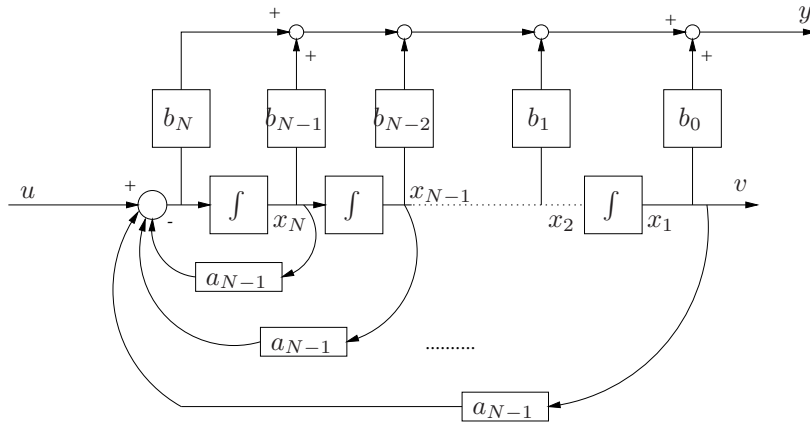 + + y
+ +
b_N b_{N-1} b_{N-2} b_1 b_0
u + ∫ ∫ x_{N-1} ∫ v
- x_N x_2 x_1
a_{N-1}
a_{N-1} ..........
a_{N-1}